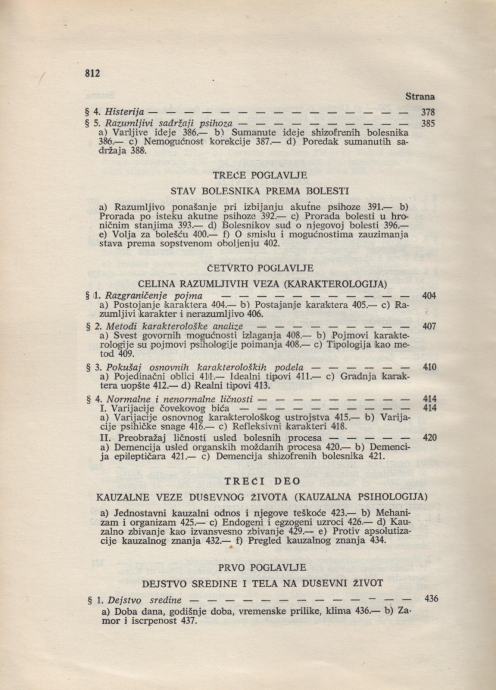 812
Strana
§ 4. Histerija — — — — — — — — — — — — — — 378
§ 5. Razumljivi sadržaji psihoza — — — — — — — — — 385
a) Varljive ideje 386.— b) Sumanute ideje shizofrenih bolesnika
386.— c) Nemogućnost korekcije 387.— d) Poredak sumanutih sa-
držaja 388.
TREĆE POGLAVLJE
STAV BOLESNIKA PREMA BOLESTI
a) Razumljivo ponašanje pri izbijanju akutne psihoze 391.— b)
Prorada po isteku akutne psihoze 392.— c) Prorada bolesti u hro-
ničnim stanjima 393.— d) Bolesnikov sud o njegovoj bolesti 396.—
e) Volja za bolešću 400.— f) O smislu i mogućnostima zauzimanja
stava prema sopstvenom oboljenju 402.
ČETVRTO POGLAVLJE
CELINA RAZUMLJIVIH VEZA (KARAKTEROLOGIJA)
§ 1. Razgraničenje pojma — — — — — — — — — — — 404
a) Postojanje karaktera 404.— b) Postajanje karaktera 405.— c) Ra-
zumljivi karakter i nerazumljivo 406.
§ 2. Metodi karakterološke analize — — — — — — — — 407
a) Svest govornih mogućnosti izlaganja 408.— b) Pojmovi karakte-
rologije su pojmovi psihologije poimanja 408.— c) Tipologija kao me-
tod 409.
§ 3. Pokušaj osnovnih karakteroloških podela — — — — — 410
a) Pojedinačni oblici 411.— Idealni tipovi 411.— c) Gradnja karak-
tera uopšte 412.— d) Realni tipovi 413.
§ 4. Normalne i nenormalne ličnosti — — — — — — — — 414
I. Varijacije čovekovog bića — — — — — — — — — 414
a) Varijacije osnovnog karakterološkog ustrojstva 415.— b) Varija-
cije psihičke snage 416.— c) Refleksivni karakteri 418.
II. Preobražaj ličnosti usled bolesnih procesa — — — — — 420
a) Demencija usled organskih moždanih procesa 420.— b) Demenci-
ja epileptičara 421.— c) Demencija shizofrenih bolesnika 421.
TREĆI DEO
KAUZALNE VEZE DUŠEVNOG ŽIVOTA (KAUZALNA PSIHOLOGIJA)
a) Jednostavni kauzalni odnos i njegove teškoće 423.— b) Mehani-
zam i organizam 425.— c) Endogeni i egzogeni uzroci 426.— d) Kau-
zalno zbivanje kao izvansvesno zbivanje 429.— e) Protiv apsolutiza-
cije kauzalnog znanja 432.— f) Pregled kauzalnog znanja 434.
PRVO POGLAVLJE
DEJSTVO SREDINE I TELA NA DUŠEVNI ŽIVOT
§ 1. Dejstvo sredine — — — — — — — — — — — — 436
a) Doba dana, godišnje doba, vremenske prilike, klima 436.— b) Za-
mor i iscrpenost 437.